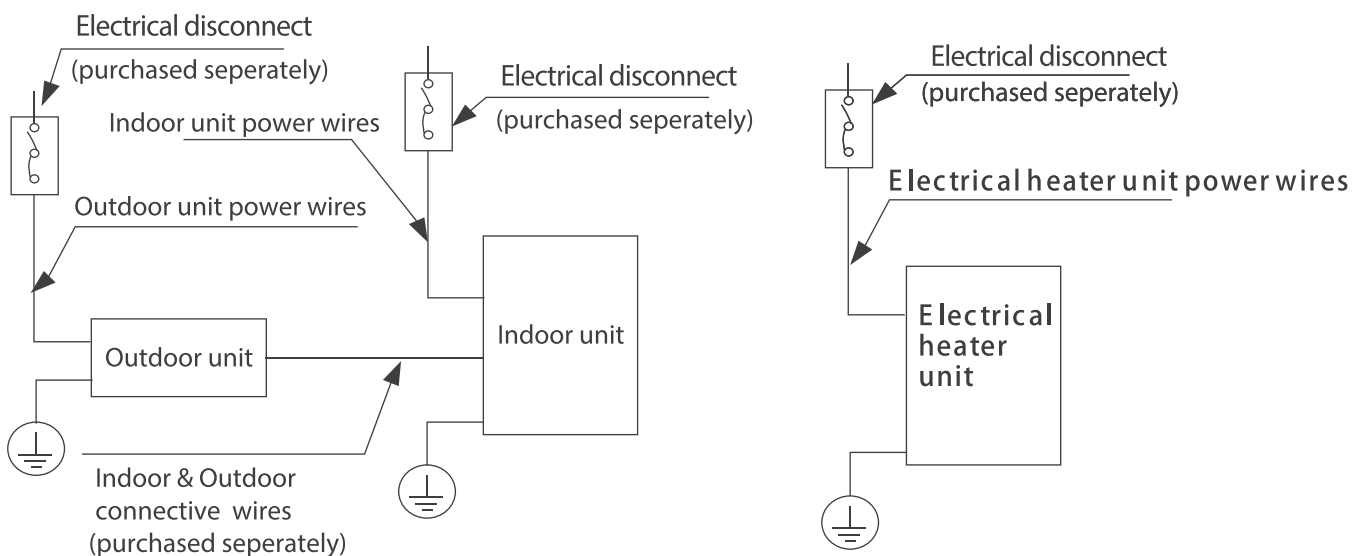 Electrical disconnect
(purchased seperately)
Electrical disconnect
(purchased seperately)
Indoor unit power wires
Outdoor unit power wires
Outdoor unit
Indoor unit
Indoor & Outdoor
connective wires
(purchased seperately)
Electrical disconnect
(purchased seperately)
Electrical heater unit power wires
Electrical
heater
unit